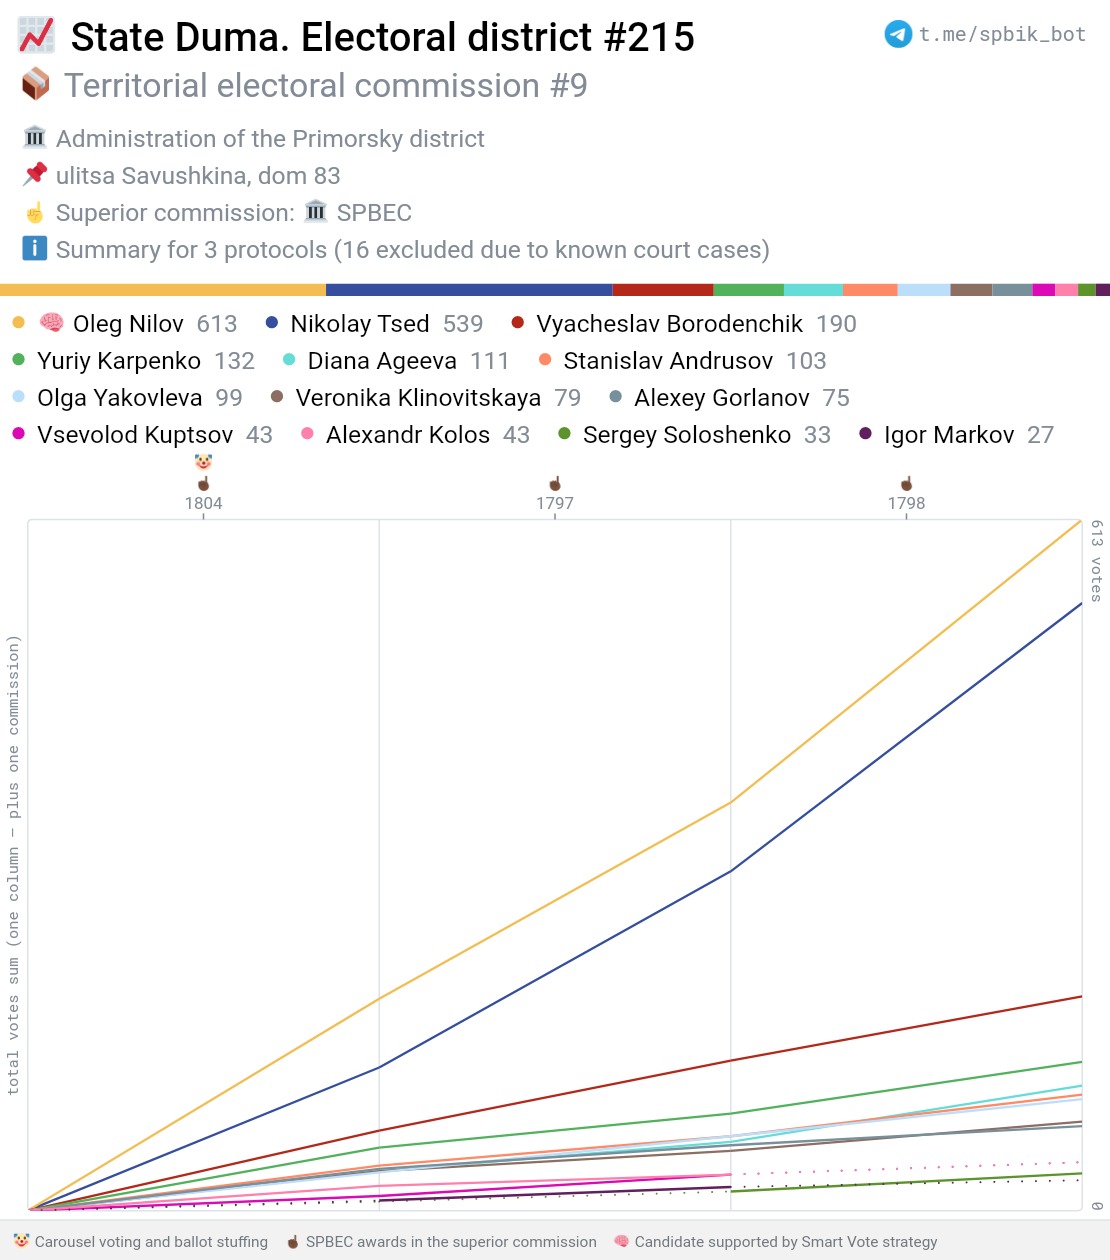 State Duma. Electoral district #215
t.me/spbik_bot
Territorial electoral commission #9
Administration of the Primorsky district
ulitsa Savushkina, dom 83
Superior commission: SPBEC
Summary for 3 protocols (16 excluded due to known court cases)
Oleg Nilov 613 Nikolay Tsed 539 Vyacheslav Borodenchik 190
Yuriy Karpenko 132 Diana Ageeva 111 Stanislav Andrusov 103
Olga Yakovleva 99 Veronika Klinovitskaya 79 Alexey Gorlanov 75
Vsevolod Kuptsov 43 Alexandr Kolos 43 Sergey Soloshenko 33 Igor Markov 27
1804 1797 1798
613 votes
total votes sum (one column – plus one commission)
0
Carousel voting and ballot stuffing SPBEC awards in the superior commission Candidate supported by Smart Vote strategy